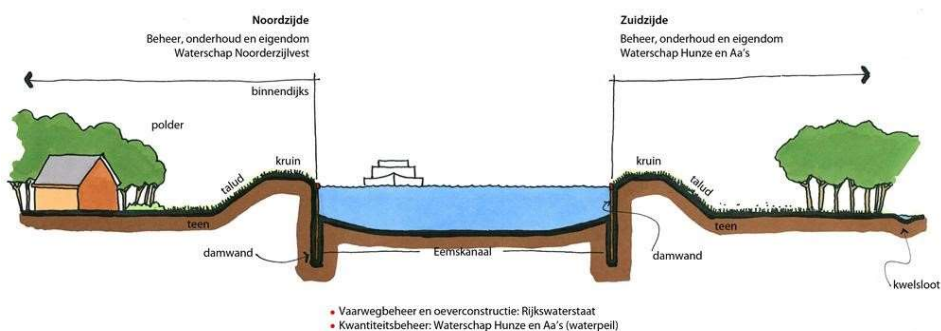 Noordzijde
Beheer, onderhoud en eigendom
Waterschap Noorderzijlvest
Zuidzijde
Beheer, onderhoud en eigendom
Waterschap Hunze en Aa's
binnendijks
polder
kruin
talud
teen
damwand
Eemskanaal
damwand
kruin
talud
teen
kwelsloot
• Vaarwegbeheer en oeverconstructie: Rijkswaterstaat
• Kwantiteitsbeheer: Waterschap Hunze en Aa's (waterpeil)